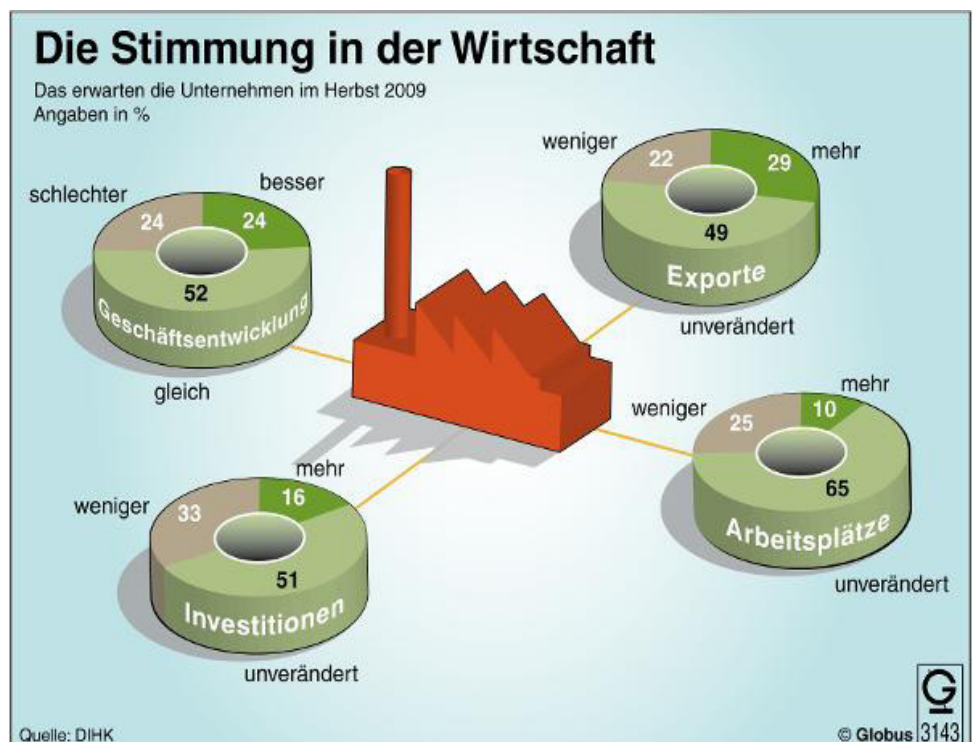 Die Stimmung in der Wirtschaft
Das erwarten die Unternehmen im Herbst 2009
Angaben in %
schlechter
besser
24
24
52
Geschäftsentwicklung
gleich
weniger
mehr
22
29
49
Exporte
unverändert
weniger
mehr
33
16
51
Investitionen
unverändert
weniger
mehr
25
10
65
Arbeitsplätze
unverändert
Quelle: DIHK
G
© Globus 3143